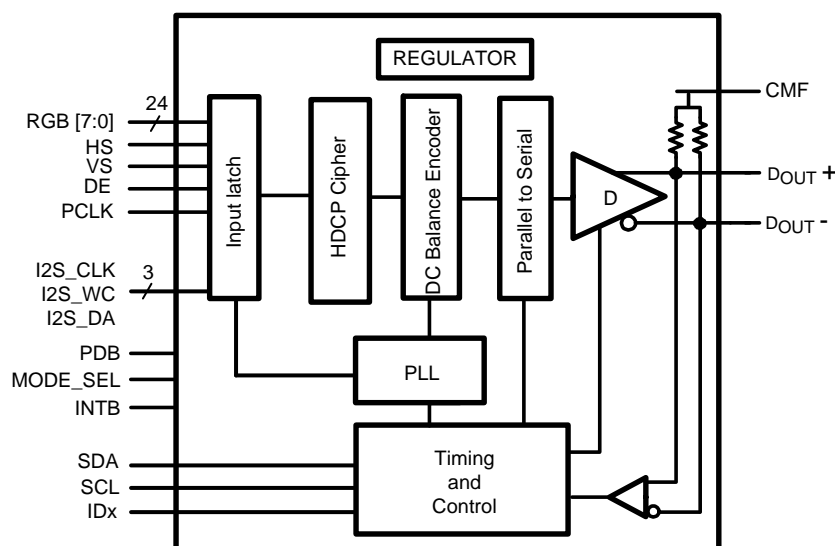 REGULATOR
CMF
24
RGB [7:0]
HS
VS
DE
PCLK
Input latch
HDCP Cipher
DC Balance Encoder
Parallel to Serial
D
DOUT +
DOUT -
I2S_CLK
3
I2S_WC
I2S_DA
PDB
MODE_SEL
INTB
PLL
SDA
SCL
IDx
Timing
and
Control